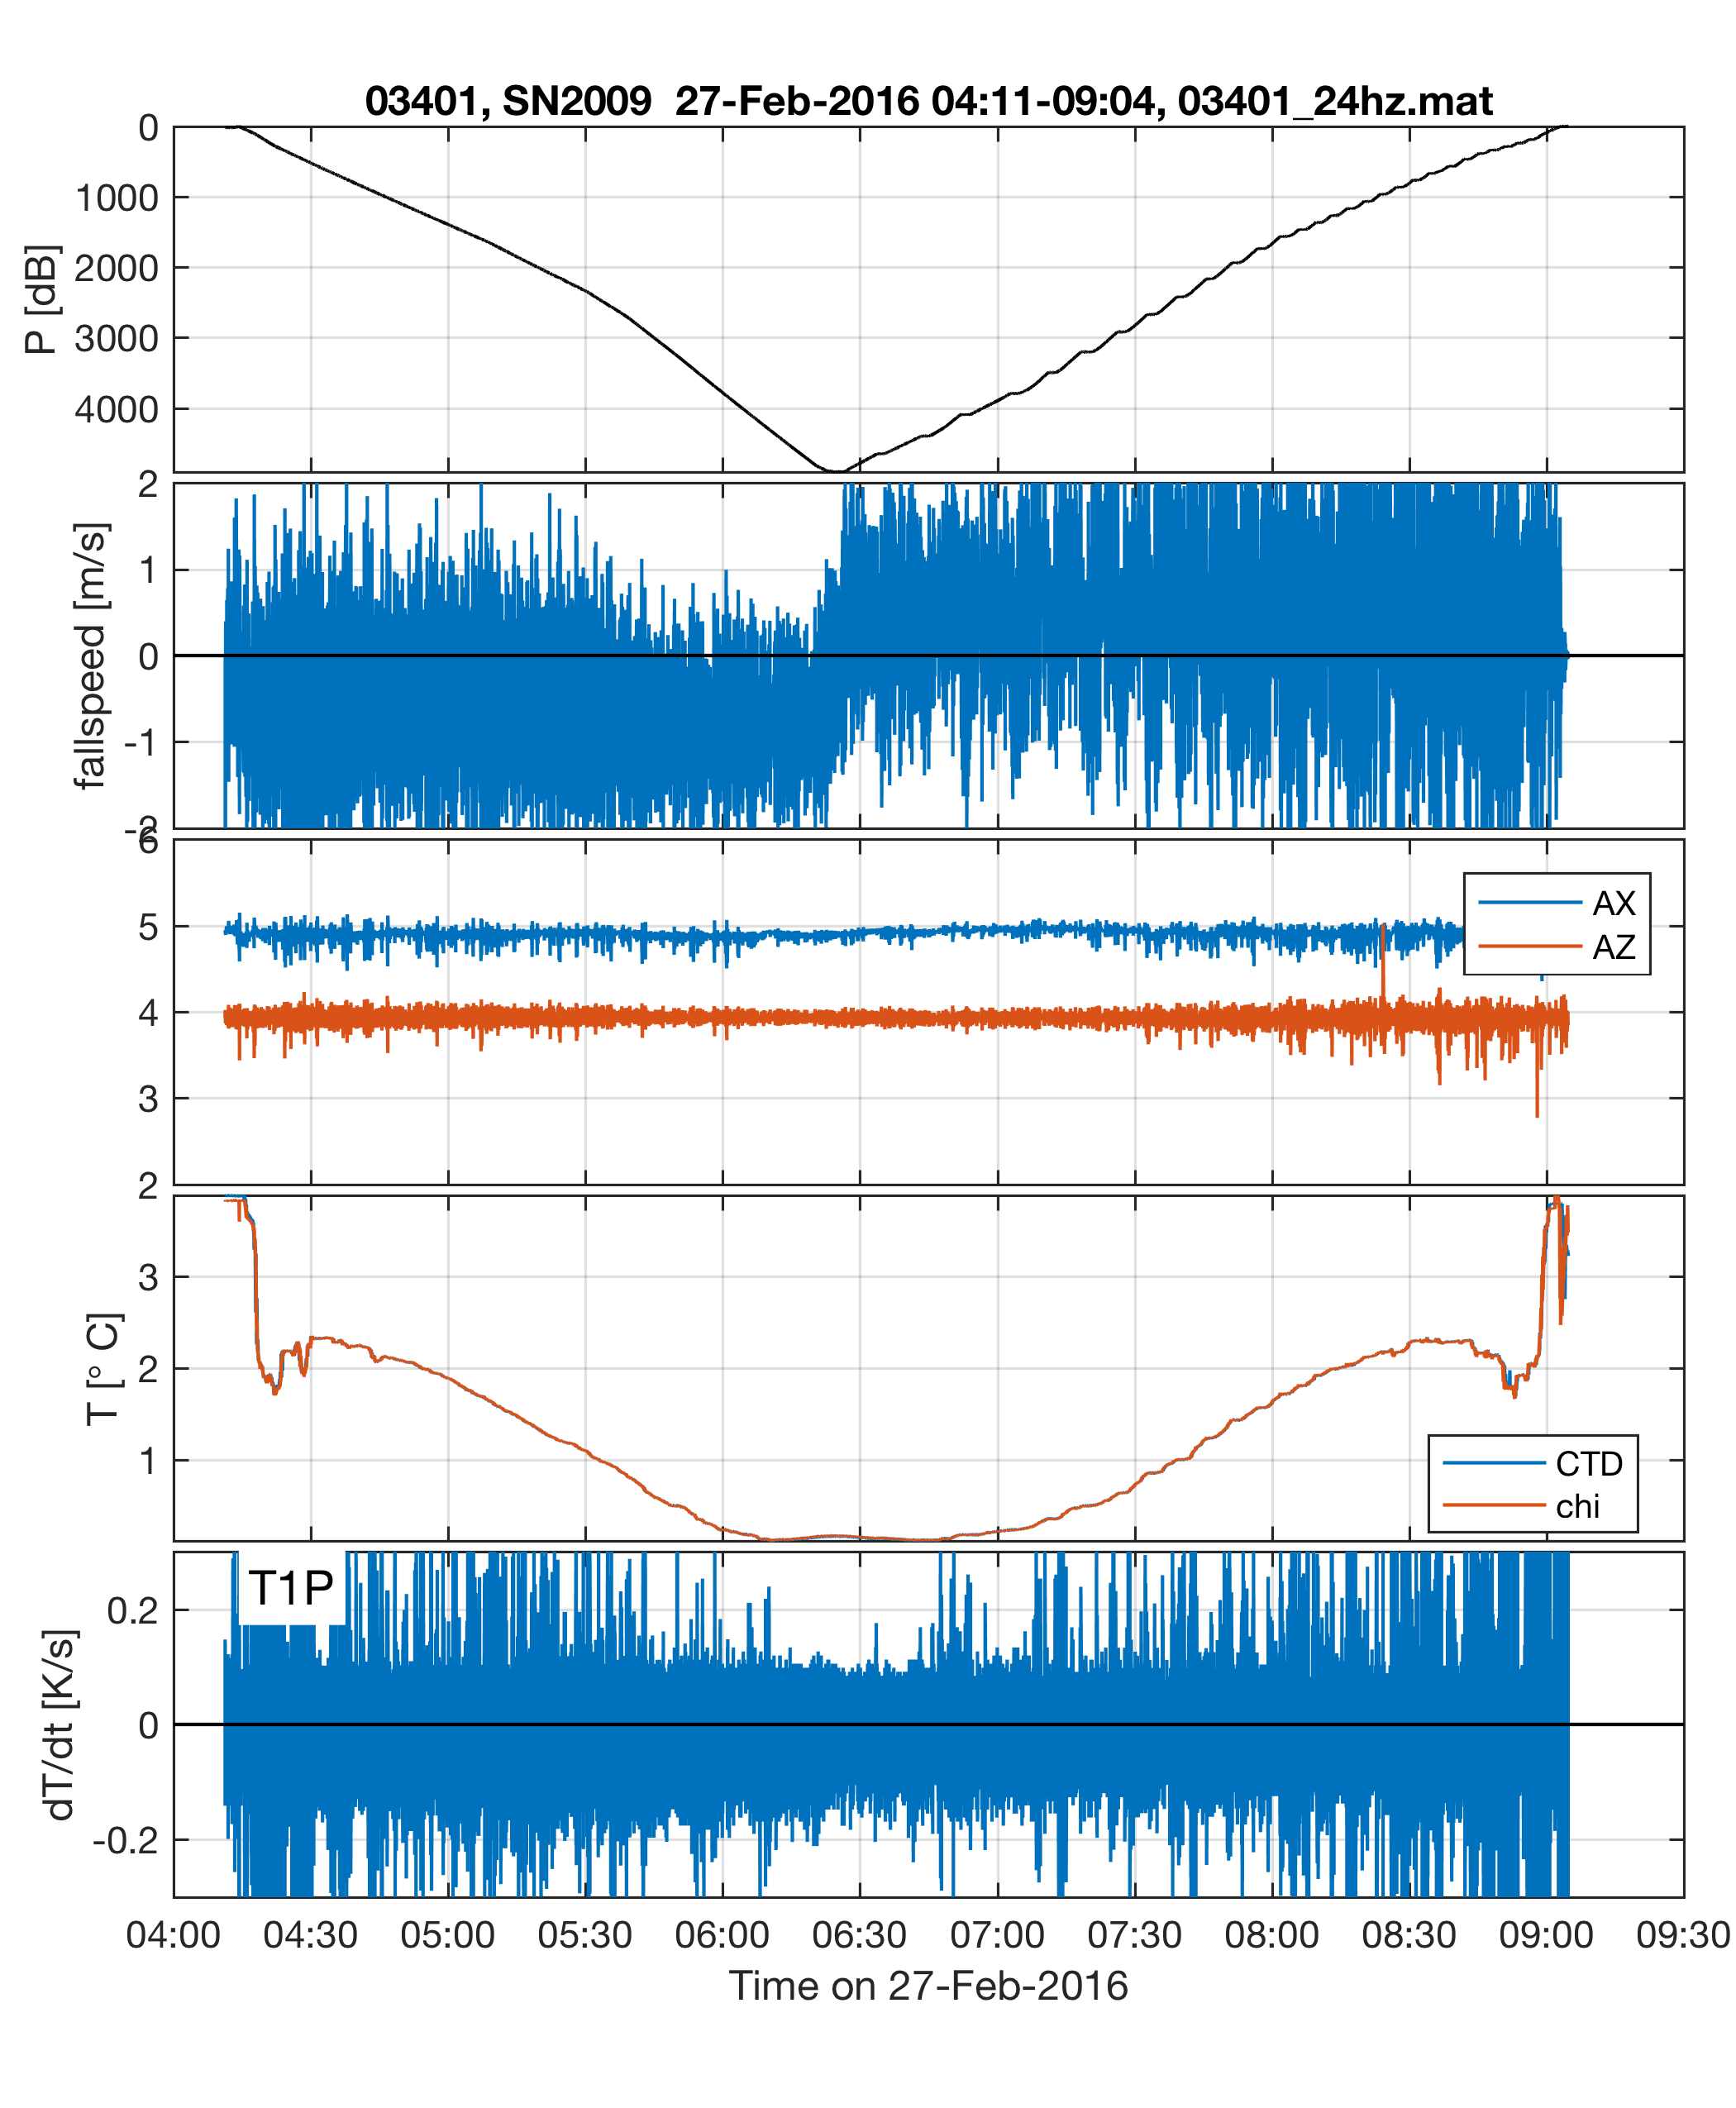 03401, SN2009  27-Feb-2016 04:11-09:04, 03401_24hz.mat
0
1000
2000
3000
4000
P [dB]
2
1
0
-1
-2
fallspeed [m/s]
6
5
4
3
2
AX
AZ
3
2
1
T [° C]
CTD
chi
T1P
0.2
0
-0.2
dT/dt [K/s]
04:00 04:30 05:00 05:30 06:00 06:30 07:00 07:30 08:00 08:30 09:00 09:30
Time on 27-Feb-2016